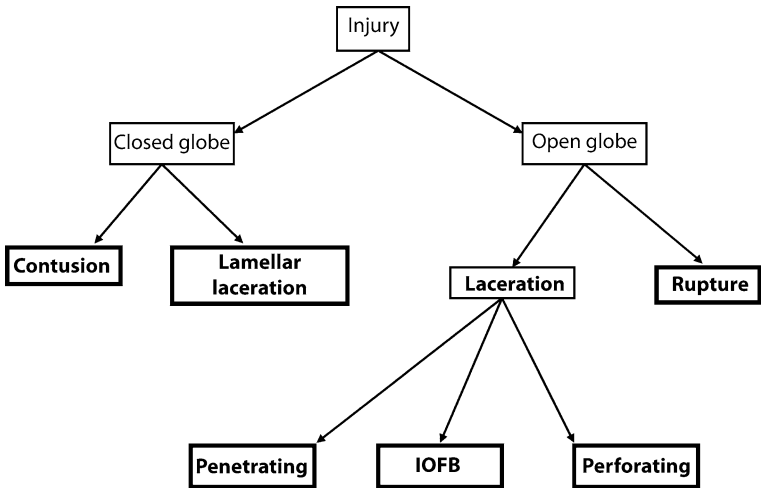 Injury
Closed globe
Open globe
Contusion
Lamellar
laceration
Laceration
Rupture
Penetrating
IOFB
Perforating